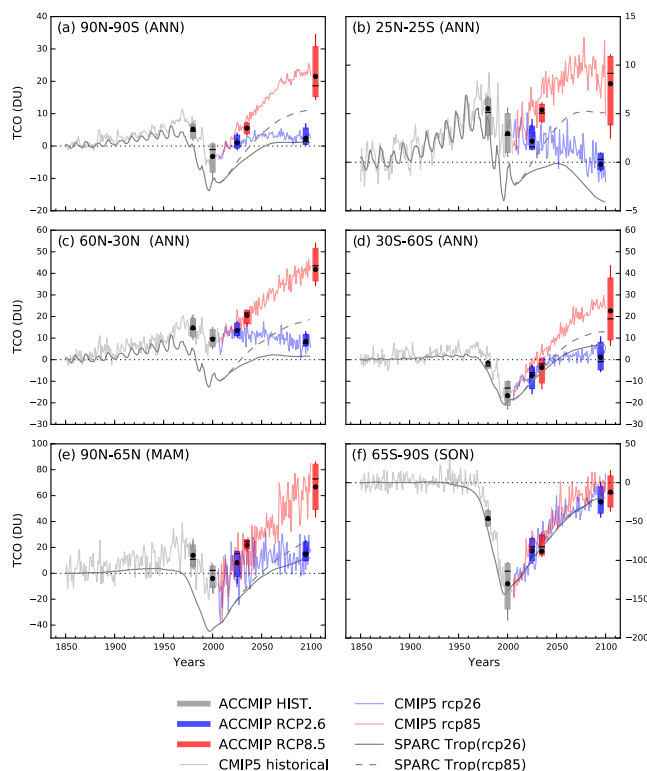 (a) 90N-90S (ANN)
(b) 25N-25S (ANN)
TCO (DU)
40
30
20
10
0
−10
−20
15
10
5
0
−5
(c) 60N-30N (ANN)
(d) 30S-60S (ANN)
TCO (DU)
60
50
40
30
20
10
0
−10
−20
−30
60
50
40
30
20
10
0
−10
−20
−30
(e) 90N-65N (MAM)
(f) 65S-90S (SON)
TCO (DU)
100
80
60
40
20
0
−20
−40
50
0
−50
−100
−150
−200
1850 1900 1950 2000 2050 2100
1850 1900 1950 2000 2050 2100
Years
Years
ACCMIP HIST.
ACCMIP RCP2.6
ACCMIP RCP8.5
CMIP5 historical
CMIP5 rcp26
CMIP5 rcp85
SPARC Trop(rcp26)
SPARC Trop(rcp85)